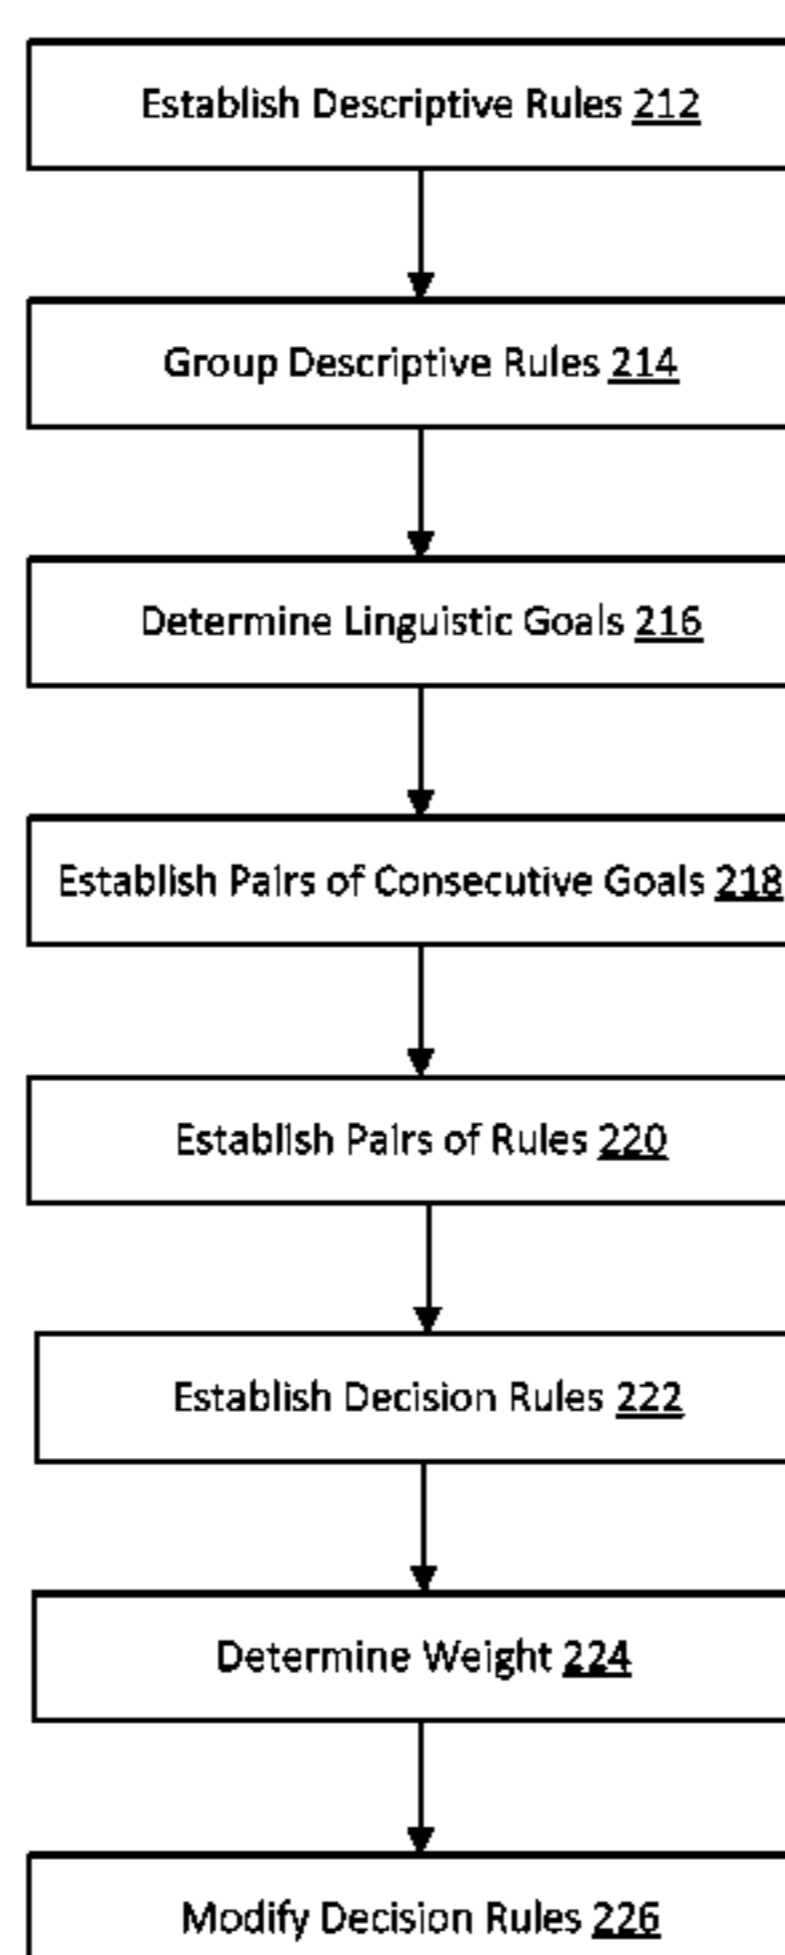 Establish Descriptive Rules 212
Group Descriptive Rules 214
Determine Linguistic Goals 216
Establish Pairs of Consecutive Goals 218
Establish Pairs of Rules 220
Establish Decision Rules 222
Determine Weight 224
Modify Decision Rules 226